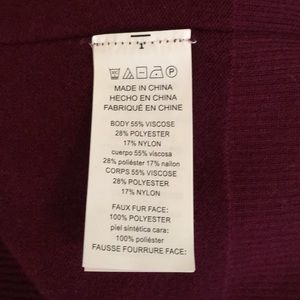 MADE IN CHINA
HECHO EN CHINA
FABRIQUÉ EN CHINE
BODY 55% VISCOSE
28% POLYESTER
17% NYLON
cuerpo 55% viscosa
28% poliéster 17% nailon
CORPS 55% VISCOSE
28% POLYESTER
17% NYLON
FAUX FUR FACE:
100% POLYESTER
piel sintética cara:
100% poliéster
FAUSSE FOURRURE FACE: